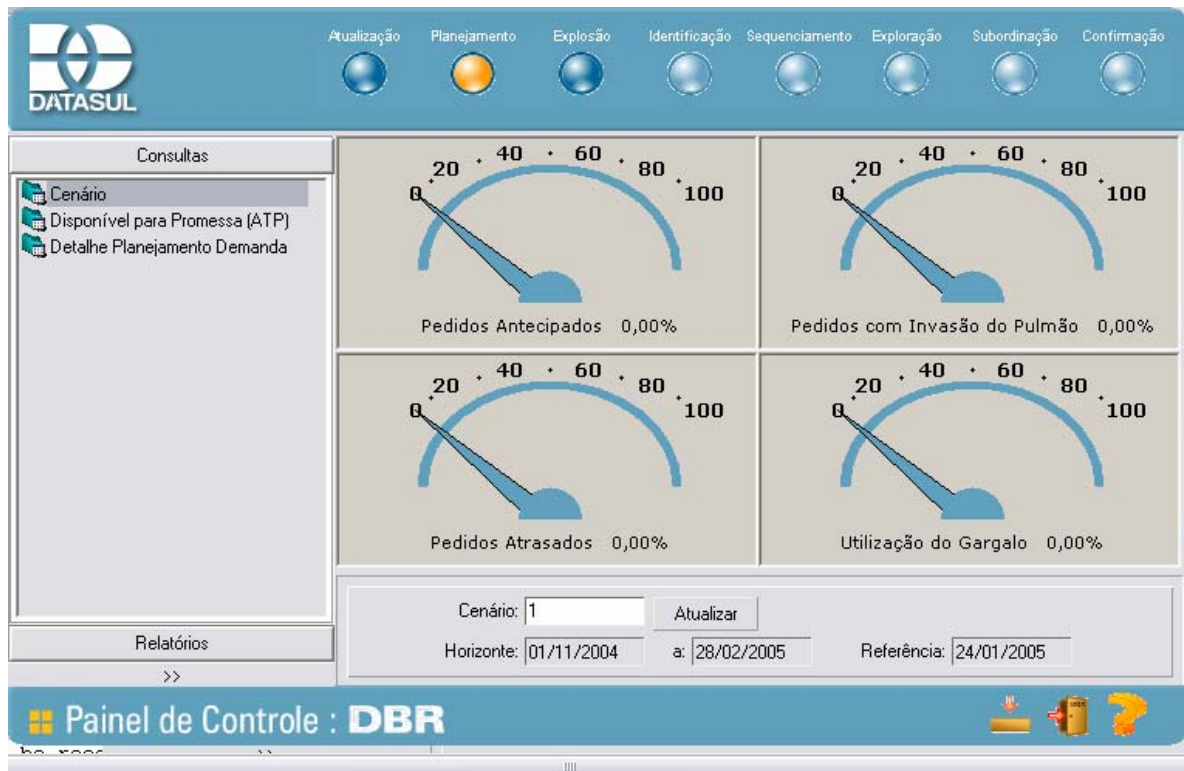 DATASUL
Atualização Planejamento Explosão Identificação Sequenciamento Exploração Subordinação Confirmação
Consultas
Cenário
Disponível para Promessa (ATP)
Detalhe Planejamento Demanda
Relatórios
>>
0 20 40 60 80 100
Pedidos Antecipados 0,00%
0 20 40 60 80 100
Pedidos com Invasão do Pulmão 0,00%
0 20 40 60 80 100
Pedidos Atrasados 0,00%
0 20 40 60 80 100
Utilização do Gargalo 0,00%
Cenário: 1 Atualizar
Horizonte: 01/11/2004 a: 28/02/2005 Referência: 24/01/2005
Painel de Controle : DBR